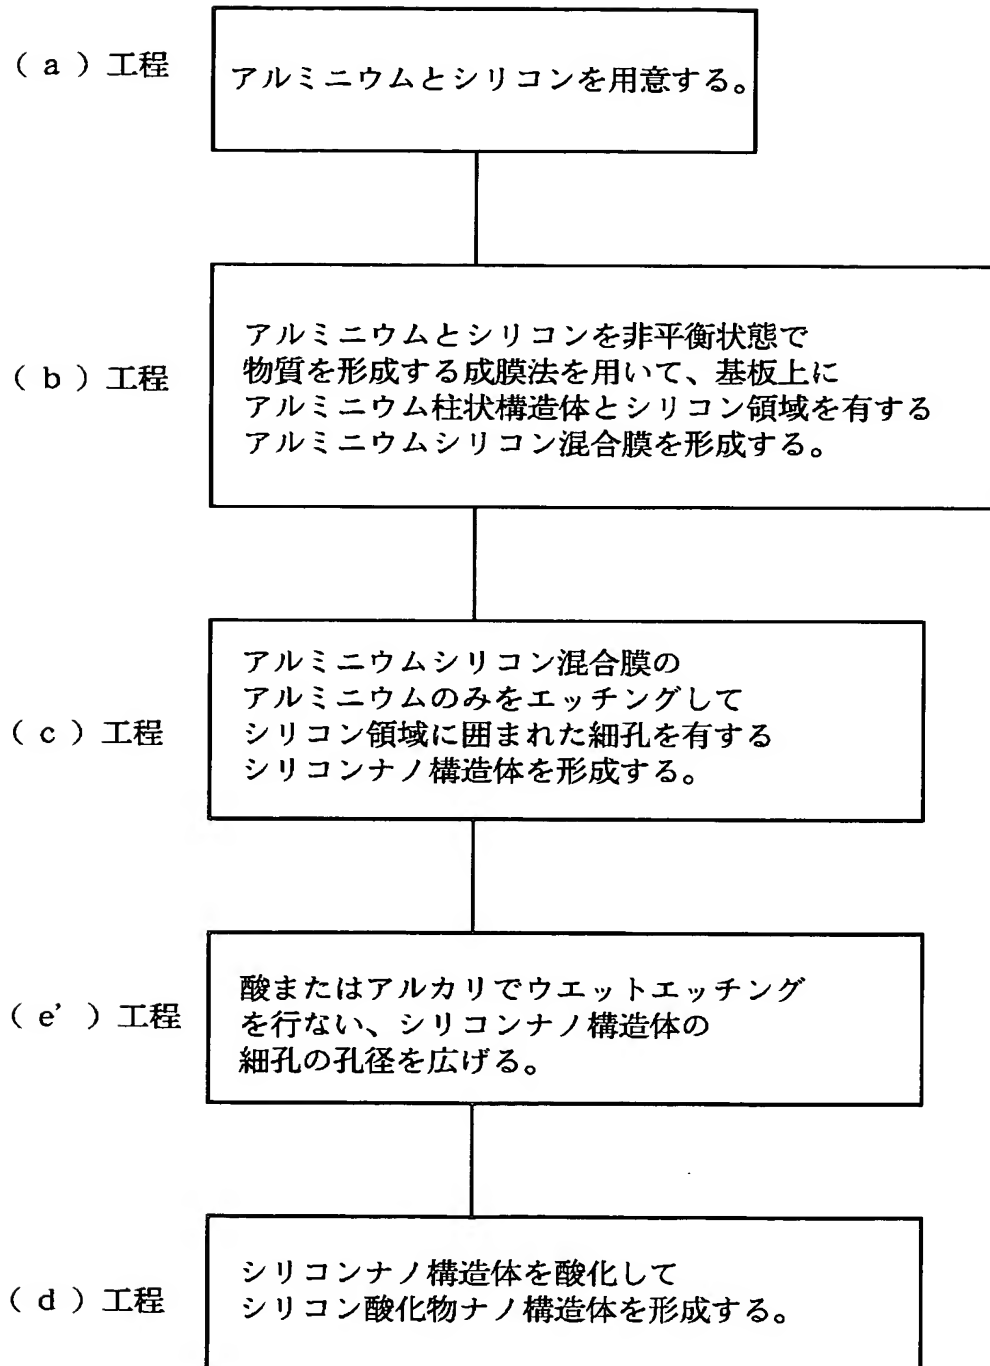 (a)工程
アルミニウムとシリコンを用意する。
(b)工程
アルミニウムとシリコンを非平衡状態で
物質を形成する成膜法を用いて、基板上に
アルミニウム柱状構造体とシリコン領域を有する
アルミニウムシリコン混合膜を形成する。
(c)工程
アルミニウムシリコン混合膜の
アルミニウムのみをエッチングして
シリコン領域に囲まれた細孔を有する
シリコンナノ構造体を形成する。
(e')工程
酸またはアルカリでウエットエッチング
を行ない、シリコンナノ構造体の
細孔の孔径を広げる。
(d)工程
シリコンナノ構造体を酸化して
シリコン酸化物ナノ構造体を形成する。